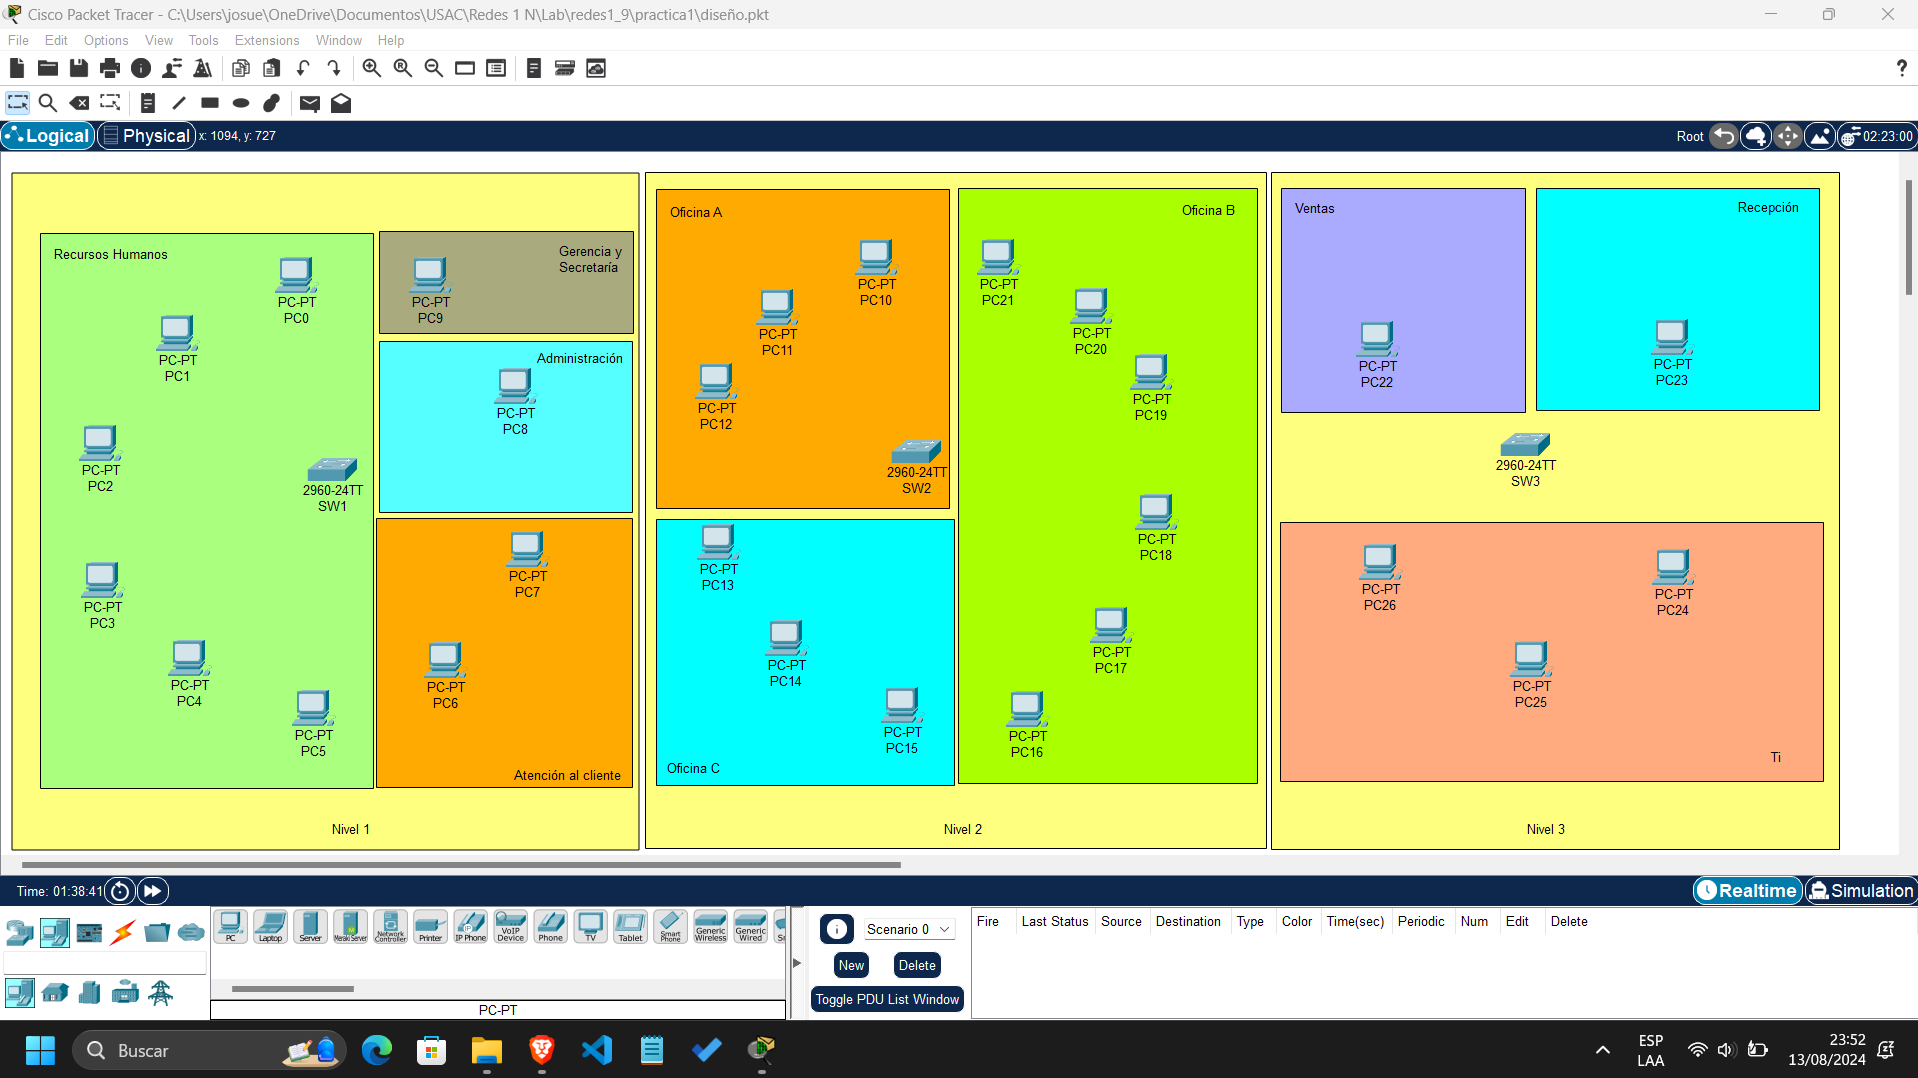 Cisco Packet Tracer - C:\Users\josue\OneDrive\Documentos\USAC\Redes 1 N\Lab\redes1_9\practica1\diseño.pkt
File Edit Options View Tools Extensions Window Help
?
Logical Physical x: 1094, y: 727 Root 02:23:00
Recursos Humanos
PC-PT
PC0
PC-PT
PC1
PC-PT
PC2
2960-24TT
SW1
PC-PT
PC3
PC-PT
PC4
PC-PT
PC5
Gerencia y
Secretaría
PC-PT
PC9
Administración
PC-PT
PC8
PC-PT
PC7
PC-PT
PC6
Atención al cliente
Nivel 1
Oficina A
PC-PT
PC10
PC-PT
PC11
PC-PT
PC12
2960-24TT
SW2
PC-PT
PC13
PC-PT
PC14
PC-PT
PC15
Oficina C
Oficina B
PC-PT
PC21
PC-PT
PC20
PC-PT
PC19
PC-PT
PC18
PC-PT
PC17
PC-PT
PC16
Nivel 2
Ventas
PC-PT
PC22
Recepción
PC-PT
PC23
2960-24TT
SW3
PC-PT
PC26
PC-PT
PC24
PC-PT
PC25
Ti
Nivel 3
Time: 01:38:41 Realtime Simulation
PC Laptop Server MerakiServer Network Controller Printer IP Phone VoIP Device Phone TV Tablet Smart Phone Generic Wireless Generic Wired
PC-PT
Scenario 0
New Delete
Toggle PDU List Window
Fire Last Status Source Destination Type Color Time(sec) Periodic Num Edit Delete
Buscar
ESP
LAA
23:52
13/08/2024